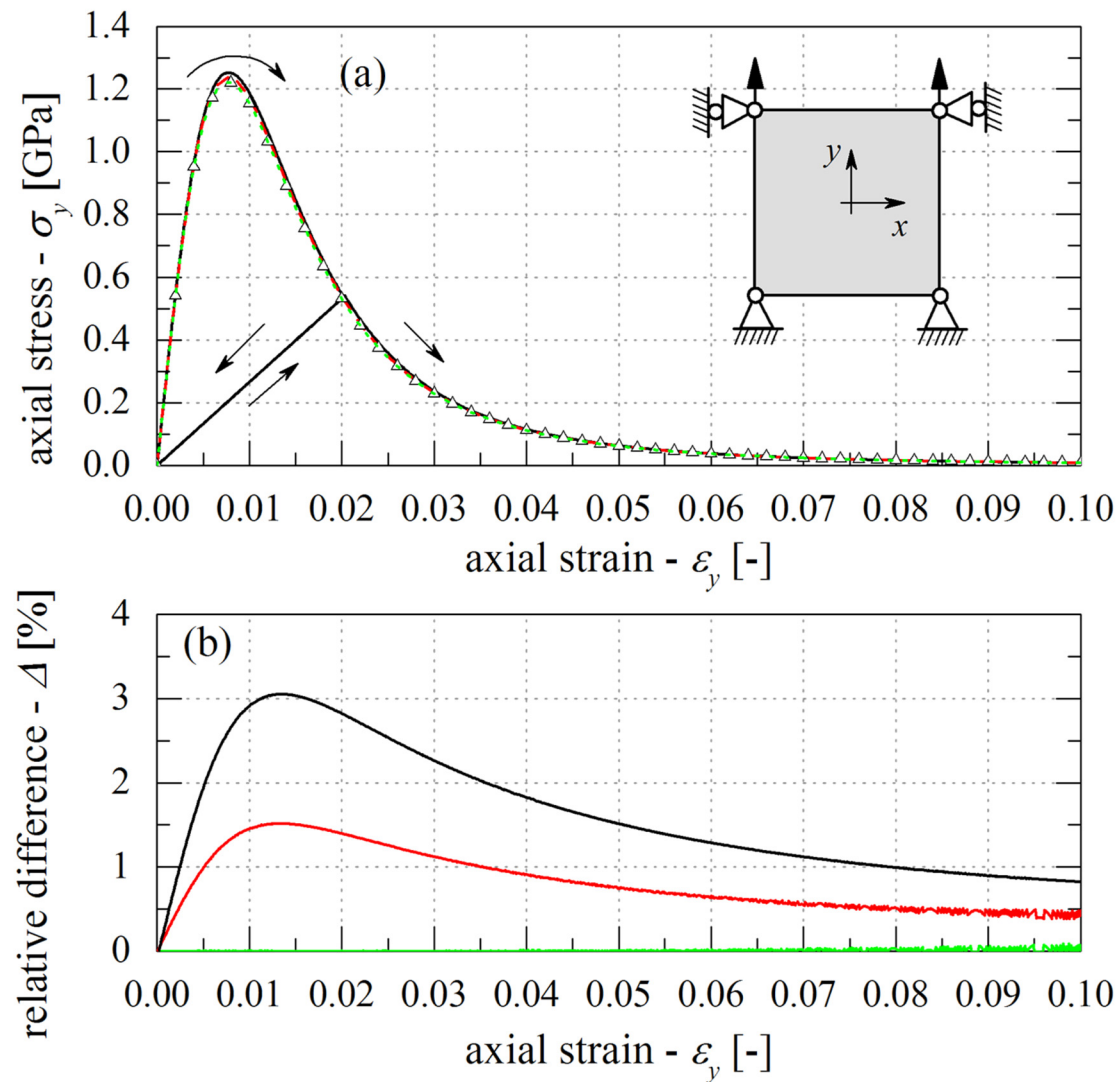 axial stress - σ_y [GPa]
1.4
1.2
1.0
0.8
0.6
0.4
0.2
0.0
(a)
y
x
0.00 0.01 0.02 0.03 0.04 0.05 0.06 0.07 0.08 0.09 0.10
axial strain - ε_y [-]
relative difference - Δ [%]
4
3
2
1
0
(b)
0.00 0.01 0.02 0.03 0.04 0.05 0.06 0.07 0.08 0.09 0.10
axial strain - ε_y [-]